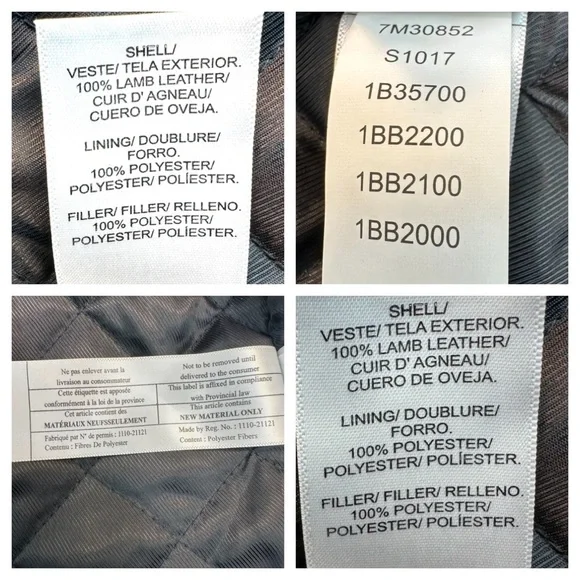 SHELL/
VESTE/ TELA EXTERIOR.
100% LAMB LEATHER/
CUIR D' AGNEAU/
CUERO DE OVEJA.
LINING/ DOUBLURE/
FORRO.
100% POLYESTER/
POLYESTER/ POLÍESTER.
FILLER/ FILLER/ RELLENO.
100% POLYESTER/
POLYESTER/ POLÍESTER.
7M30852
S1017
1B35700
1BB2200
1BB2100
1BB2000
Ne pas enlever avant la
livraison au consommateur
Cette étiquette est apposée
conformément à la loi de la province
Cet article contient des
MATÉRIAUX NEUFSSEULEMENT
Fabriqué par N° de permis : 1110-21121
Contenu : Fibres De Polyester
Not to be removed until
delivered to the consumer
This label is affixed in compliance
with Provincial law
This article contains
NEW MATERIAL ONLY
Made by Reg. No. : 1110-21121
Content : Polyester Fibers
SHELL/
VESTE/ TELA EXTERIOR.
100% LAMB LEATHER/
CUIR D' AGNEAU/
CUERO DE OVEJA.
LINING/ DOUBLURE/
FORRO.
100% POLYESTER/
POLYESTER/ POLÍESTER.
FILLER/ FILLER/ RELLENO.
100% POLYESTER/
POLYESTER/ POLÍESTER.